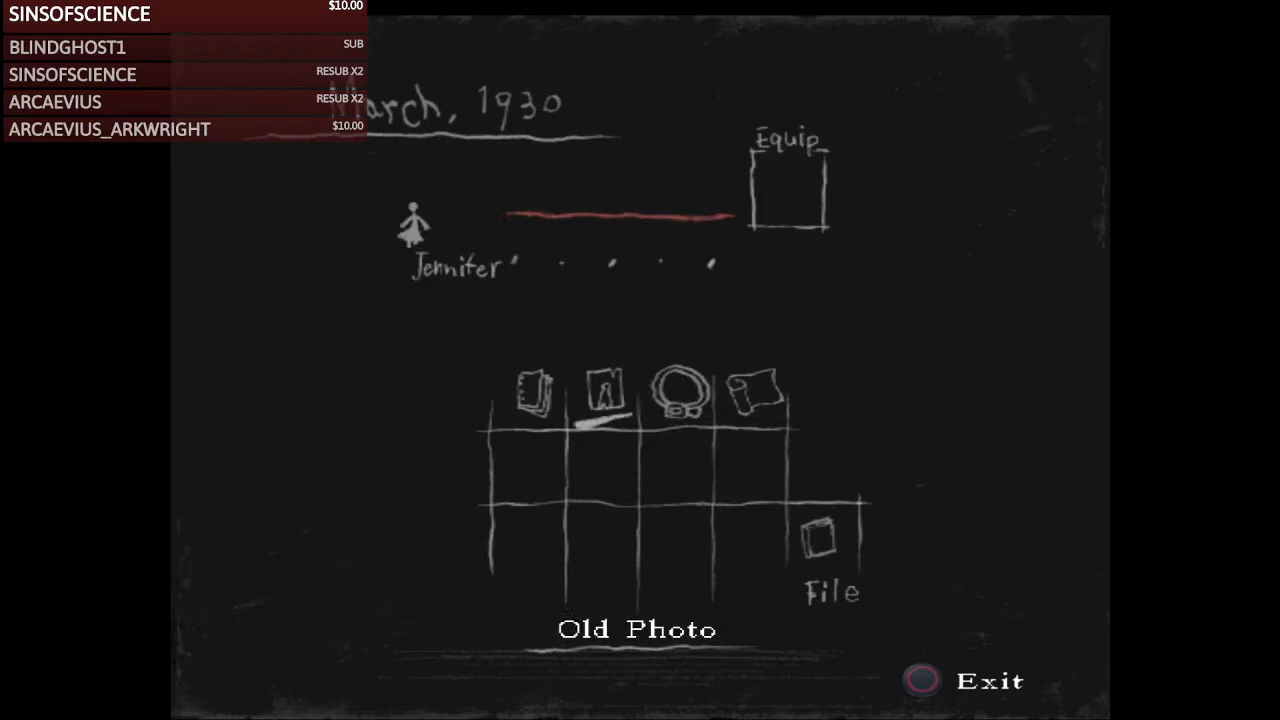 SINSOFSCIENCE $10.00
BLINDGHOST1 SUB
SINSOFSCIENCE RESUB X2
ARCAEVIUS RESUB X2
ARCAEVIUS_ARKWRIGHT $10.00
March, 1930
Equip
Jennifer
File
Old Photo
Exit